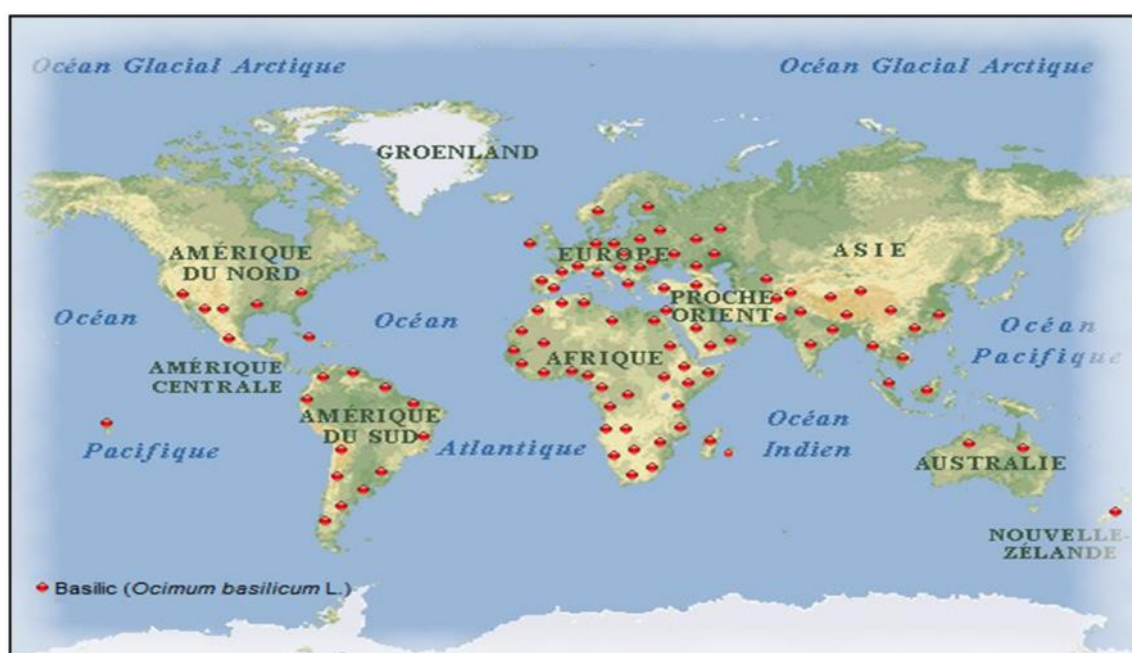 Océan Glacial Arctique
Océan Glacial Arctique
GROENLAND
AMÉRIQUE
DU NORD
EUROPE
ASIE
PROCHE
ORIENT
Océan
Océan
Océan
Pacifique
AMÉRIQUE
CENTRALE
AFRIQUE
AMÉRIQUE
DU SUD
Pacifique
Atlantique
Océan
Indien
AUSTRALIE
NOUVELLE-
ZÉLANDE
Basilic (Ocimum basilicum L.)